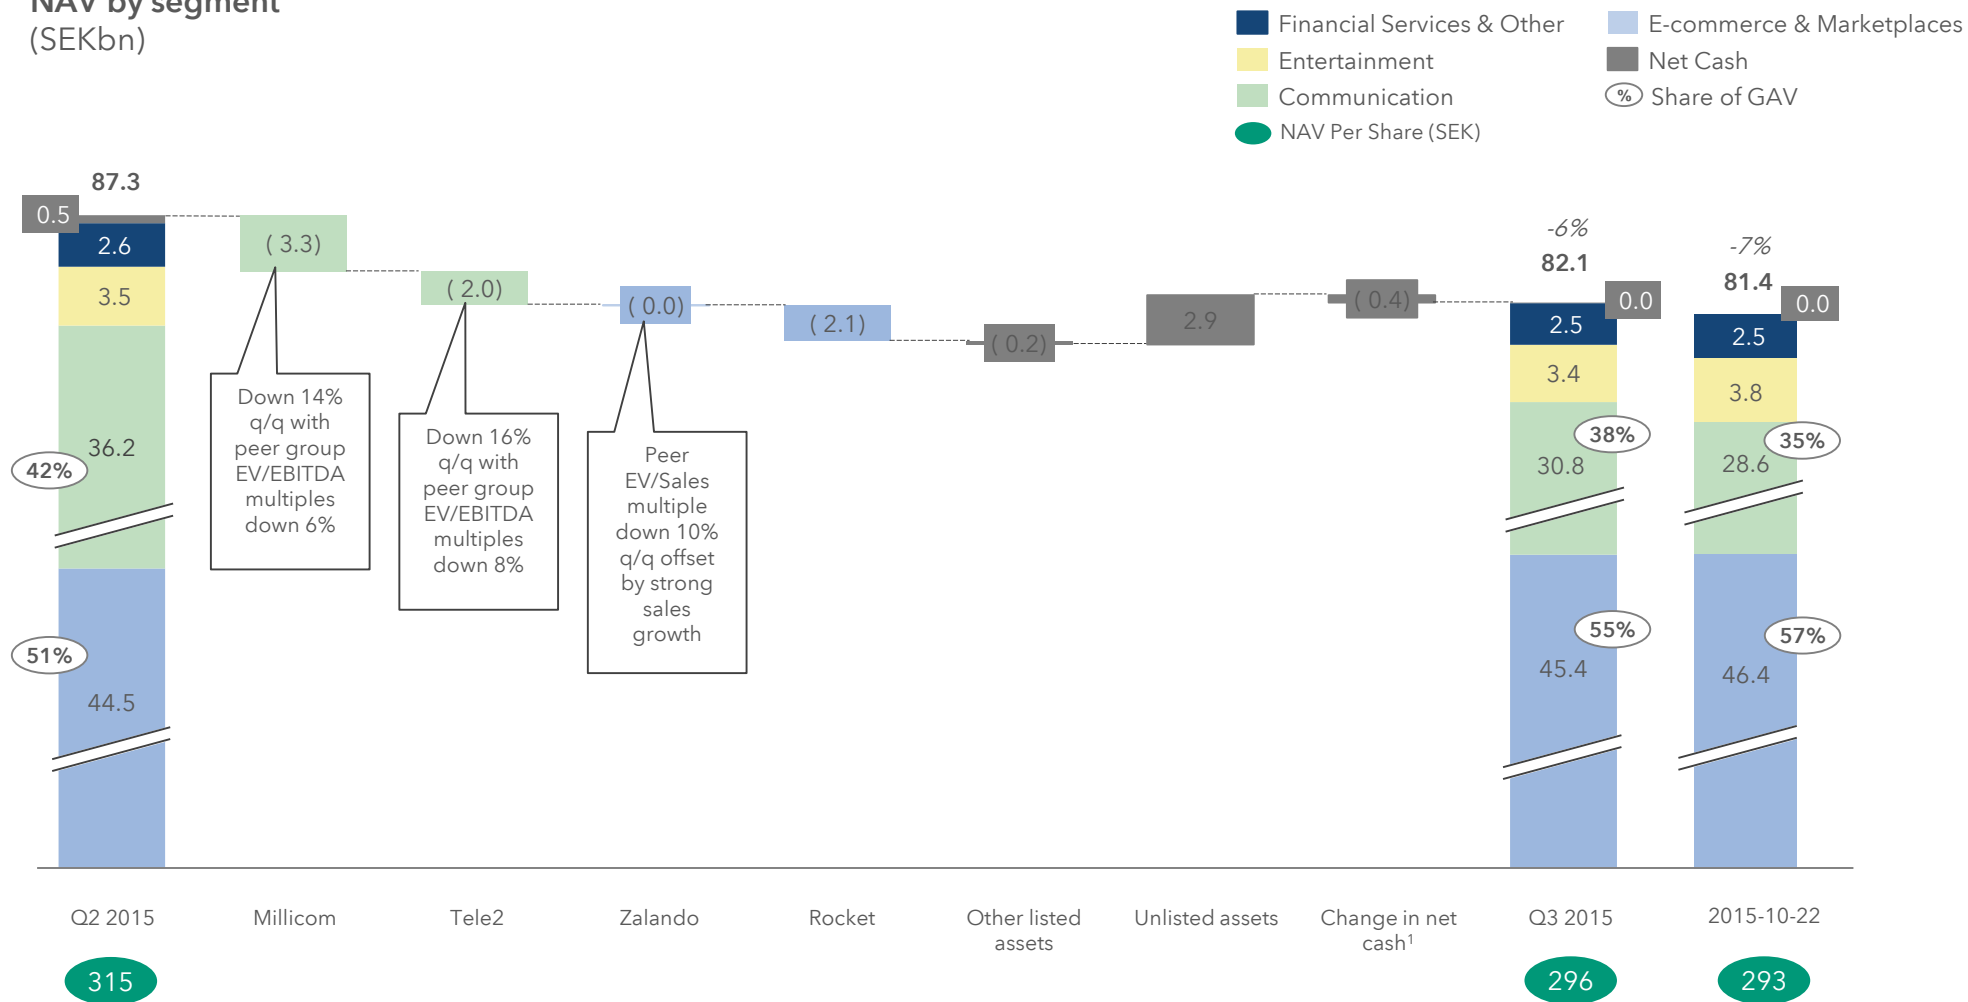 NAV by segment
(SEKbn)
Financial Services & Other
E-commerce & Marketplaces
Entertainment
Net Cash
Communication
% Share of GAV
NAV Per Share (SEK)
87.3
0.5
2.6
3.5
36.2
42%
51%
44.5
( 3.3)
Down 14%
q/q with
peer group
EV/EBITDA
multiples
down 6%
( 2.0)
Down 16%
q/q with
peer group
EV/EBITDA
multiples
down 8%
( 0.0)
Peer
EV/Sales
multiple
down 10%
q/q offset
by strong
sales
growth
( 2.1)
( 0.2)
2.9
( 0.4)
-6%
82.1
0.0
2.5
3.4
38%
30.8
55%
45.4
-7%
81.4
0.0
2.5
3.8
35%
28.6
57%
46.4
Q2 2015
Millicom
Tele2
Zalando
Rocket
Other listed
assets
Unlisted assets
Change in net
cash1
Q3 2015
2015-10-22
315
296
293